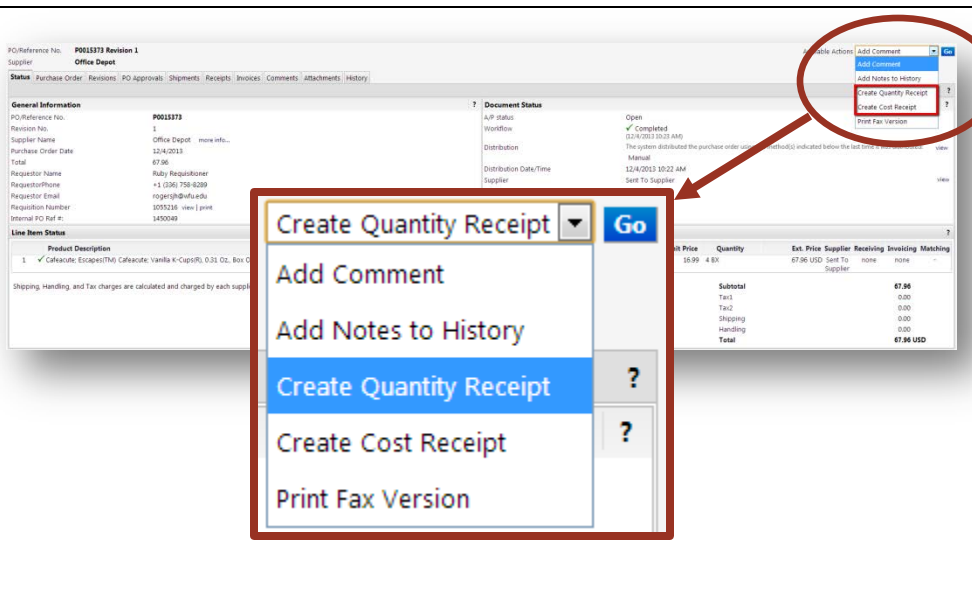 PO/Reference No. P0015373 Revision 1
Supplier Office Depot
Available Actions Add Comment Go
Add Comment
Add Notes to History
Create Quantity Receipt
Create Cost Receipt
Print Fax Version
Status Purchase Order Revisions PO Approvals Shipments Receipts Invoices Comments Attachments History
?
General Information ?
PO/Reference No. P0015373
Revision No. 1
Supplier Name Office Depot more info...
Purchase Order Date 12/4/2013
Total 67.96
Requestor Name Ruby Requisitioner
RequestorPhone +1 (336) 758-8289
Requestor Email rogersjh@wfu.edu
Requisition Number 1055216 view | print
Internal PO Ref #: 1450049
Document Status ?
A/P status Open
Workflow ✓ Completed
(12/4/2013 10:23 AM)
Distribution The system distributed the purchase order using the method(s) indicated below the last time it was distributed: view
Manual
Distribution Date/Time 12/4/2013 10:22 AM
Supplier Sent To Supplier view
Line Item Status ?
Product Description Price Quantity Ext. Price Supplier Receiving Invoicing Matching
1 ✓ Cafeacute; Escapes(TM) Cafeacute; Vanilla K-Cups(R), 0.31 Oz., Box 16.99 4 BX 67.96 USD Sent To none none -
Supplier
Shipping, Handling, and Tax charges are calculated and charged by each
Subtotal 67.96
Tax1 0.00
Tax2 0.00
Shipping 0.00
Handling 0.00
Total 67.96 USD
Create Quantity Receipt Go
Add Comment
Add Notes to History
Create Quantity Receipt ?
Create Cost Receipt ?
Print Fax Version